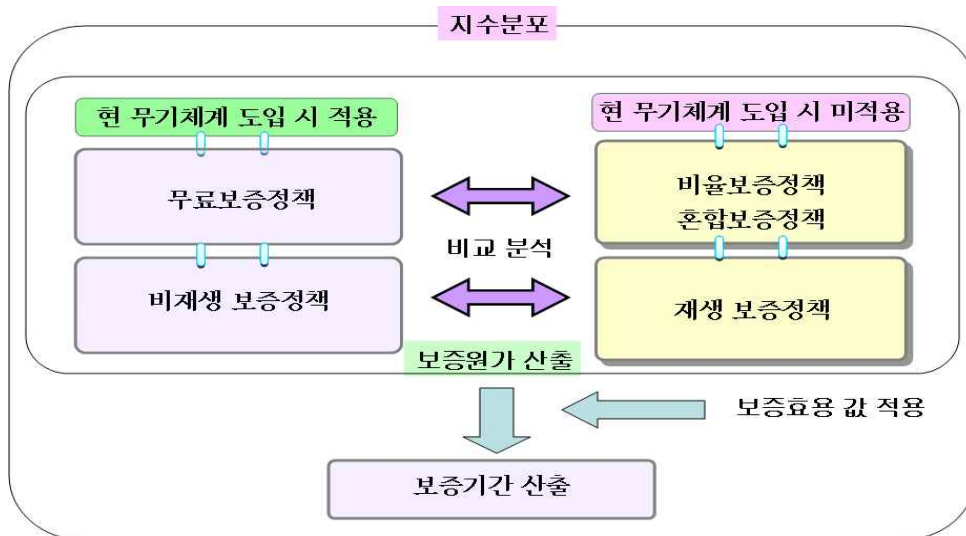 지수분포
현 무기체계 도입 시 적용
현 무기체계 도입 시 미적용
무료보증정책
비율보증정책
혼합보증정책
비교 분석
비재생 보증정책
재생 보증정책
보증원가 산출
보증효용 값 적용
보증기간 산출